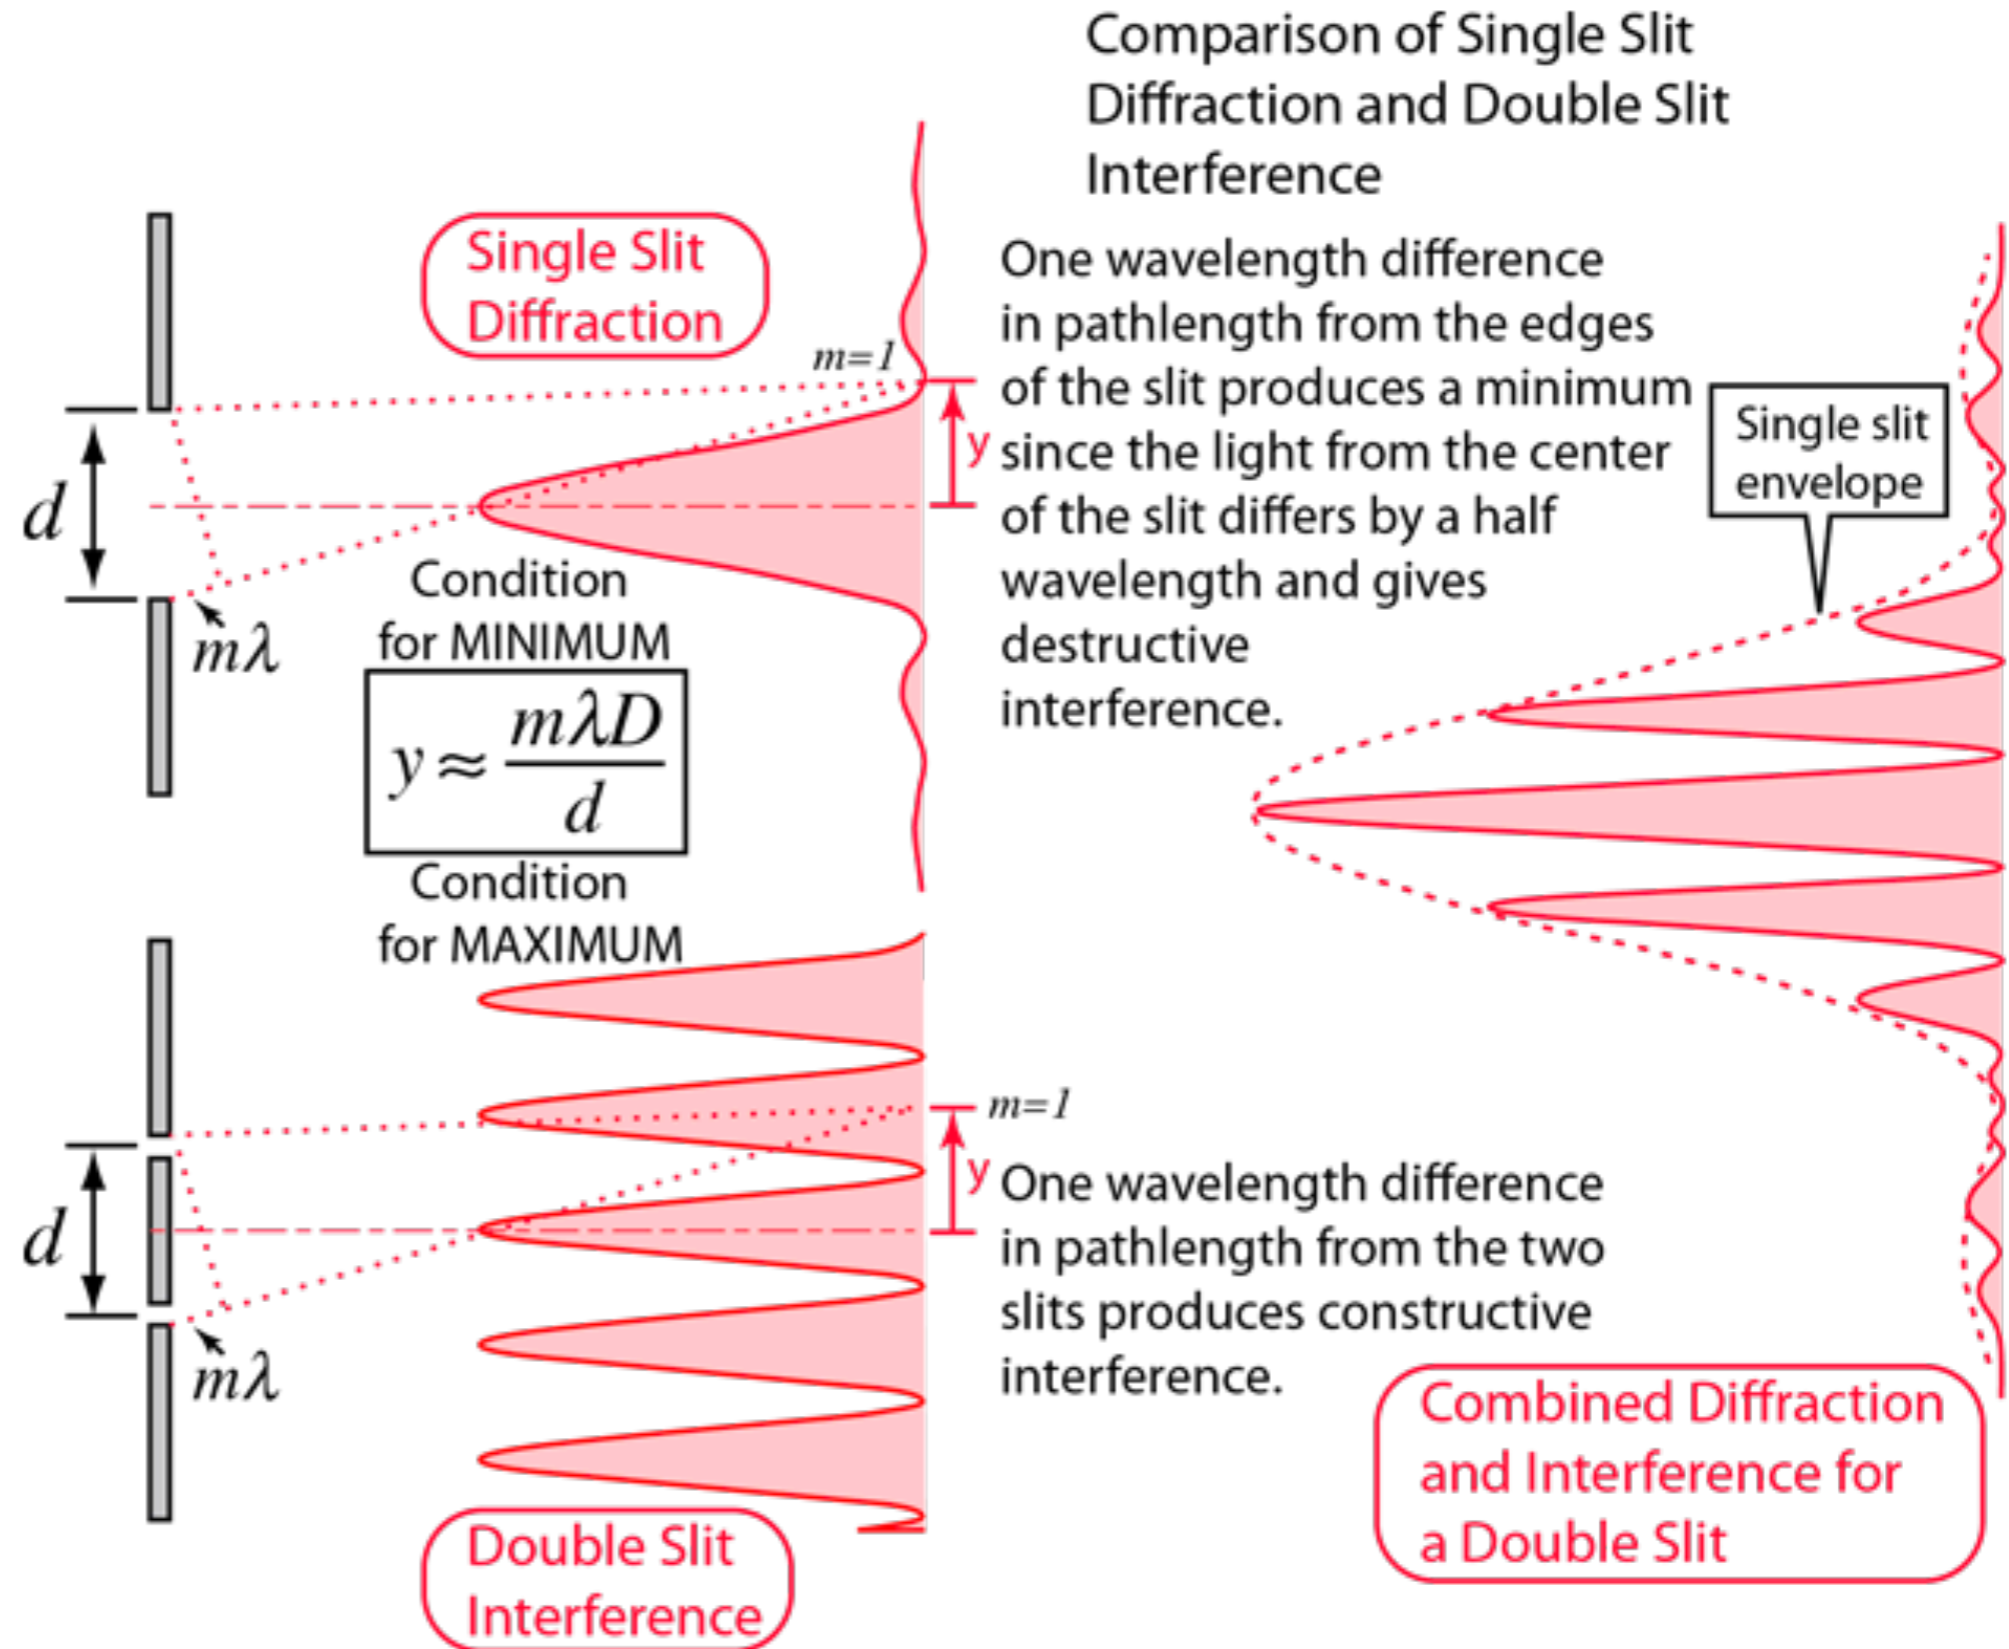 Comparison of Single Slit
Diffraction and Double Slit
Interference
Single Slit
Diffraction
m=1
d
mλ
y
Condition
for MINIMUM
y ≈ mλD / d
Condition
for MAXIMUM
One wavelength difference
in pathlength from the edges
of the slit produces a minimum
since the light from the center
of the slit differs by a half
wavelength and gives
destructive
interference.
Single slit
envelope
d
mλ
m=1
y
One wavelength difference
in pathlength from the two
slits produces constructive
interference.
Double Slit
Interference
Combined Diffraction
and Interference for
a Double Slit